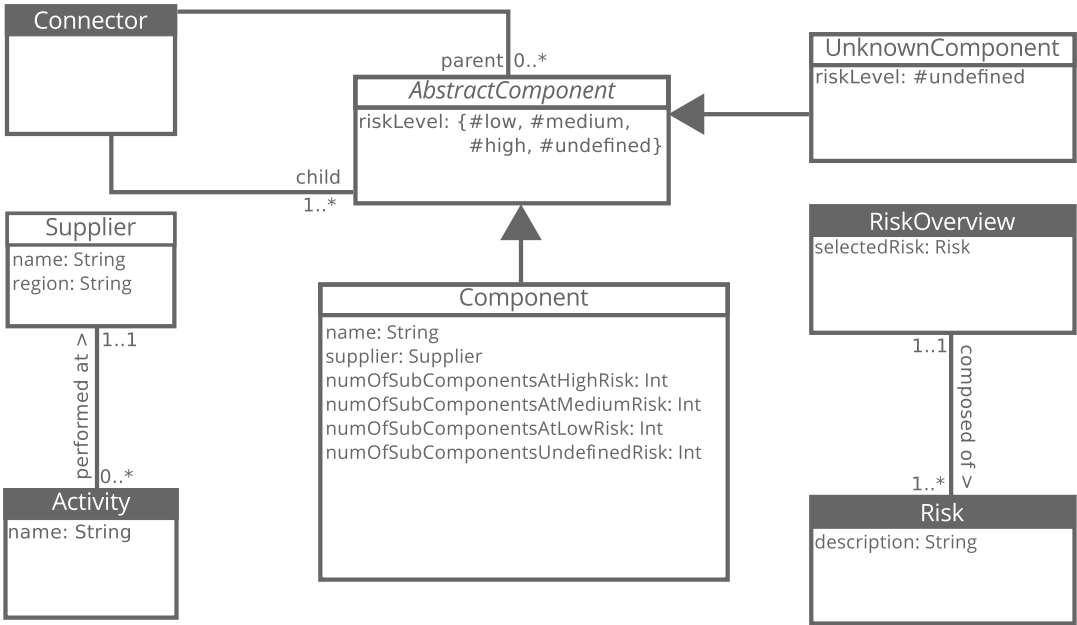 Connector
parent 0..*
AbstractComponent
riskLevel: {#low, #medium,
#high, #undefined}
child
1..*
UnknownComponent
riskLevel: #undefined
Supplier
name: String
region: String
performed at >
1..1
0..*
Activity
name: String
Component
name: String
supplier: Supplier
numOfSubComponentsAtHighRisk: Int
numOfSubComponentsAtMediumRisk: Int
numOfSubComponentsAtLowRisk: Int
numOfSubComponentsUndefinedRisk: Int
RiskOverview
selectedRisk: Risk
1..1
composed of >
1..*
Risk
description: String